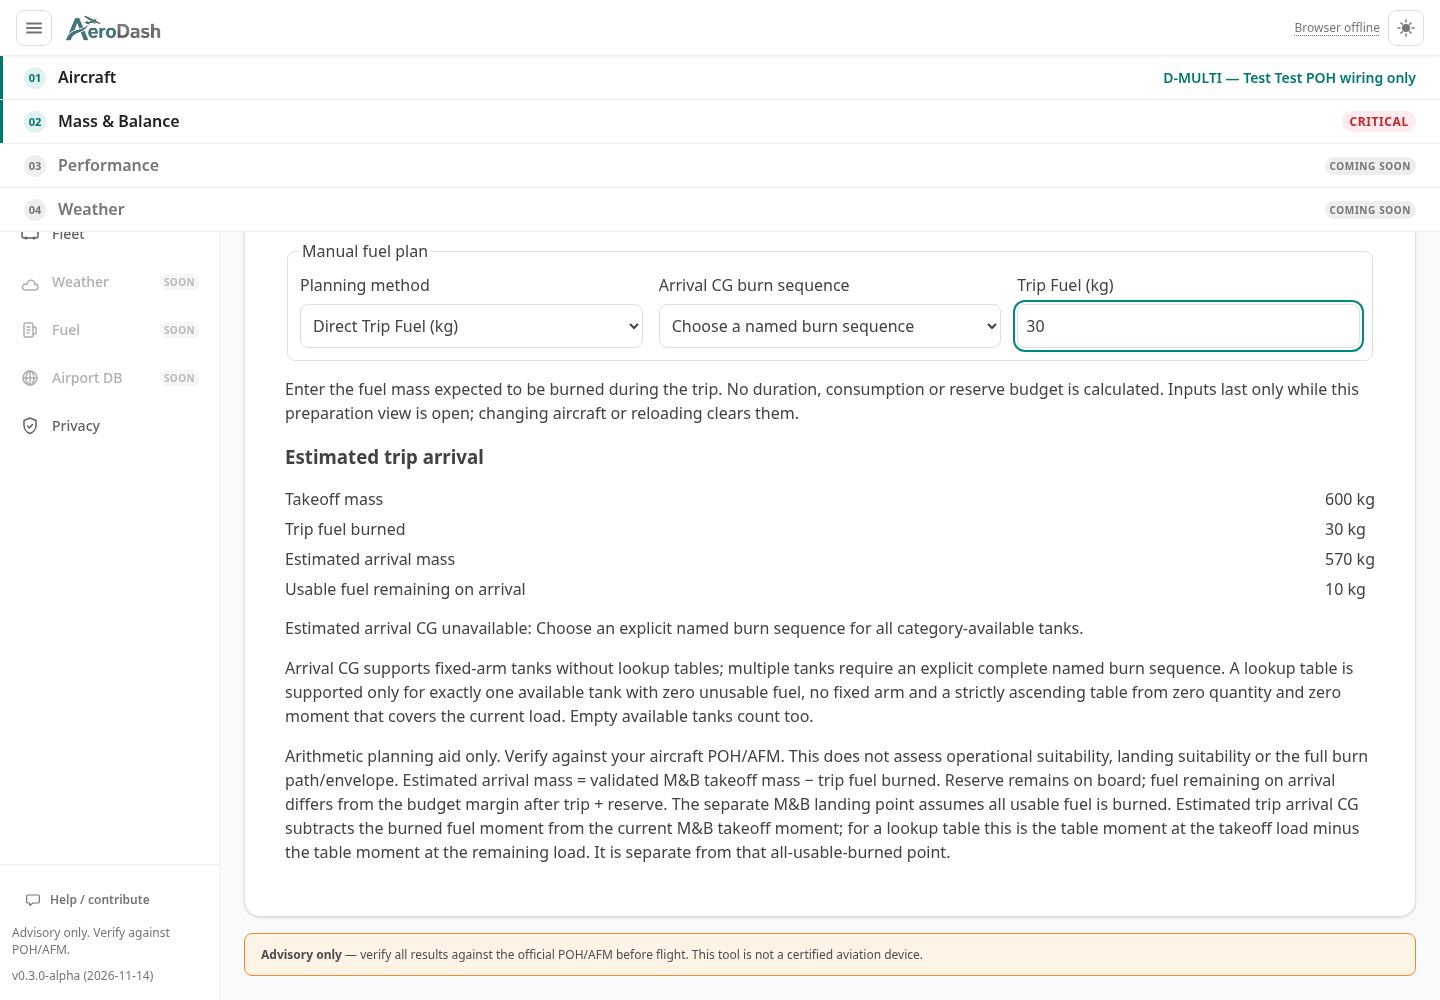 AeroDash
Browser offline
01 Aircraft D-MULTI — Test Test POH wiring only
02 Mass & Balance CRITICAL
03 Performance COMING SOON
04 Weather COMING SOON
Fleet
Weather SOON
Fuel SOON
Airport DB SOON
Privacy
Manual fuel plan
Planning method Arrival CG burn sequence Trip Fuel (kg)
Direct Trip Fuel (kg) Choose a named burn sequence 30
Enter the fuel mass expected to be burned during the trip. No duration, consumption or reserve budget is calculated. Inputs last only while this
preparation view is open; changing aircraft or reloading clears them.
Estimated trip arrival
Takeoff mass 600 kg
Trip fuel burned 30 kg
Estimated arrival mass 570 kg
Usable fuel remaining on arrival 10 kg
Estimated arrival CG unavailable: Choose an explicit named burn sequence for all category-available tanks.
Arrival CG supports fixed-arm tanks without lookup tables; multiple tanks require an explicit complete named burn sequence. A lookup table is
supported only for exactly one available tank with zero unusable fuel, no fixed arm and a strictly ascending table from zero quantity and zero
moment that covers the current load. Empty available tanks count too.
Arithmetic planning aid only. Verify against your aircraft POH/AFM. This does not assess operational suitability, landing suitability or the full burn
path/envelope. Estimated arrival mass = validated M&B takeoff mass − trip fuel burned. Reserve remains on board; fuel remaining on arrival
differs from the budget margin after trip + reserve. The separate M&B landing point assumes all usable fuel is burned. Estimated trip arrival CG
subtracts the burned fuel moment from the current M&B takeoff moment; for a lookup table this is the table moment at the takeoff load minus
the table moment at the remaining load. It is separate from that all-usable-burned point.
Help / contribute
Advisory only. Verify against
POH/AFM.
v0.3.0-alpha (2026-11-14)
Advisory only — verify all results against the official POH/AFM before flight. This tool is not a certified aviation device.